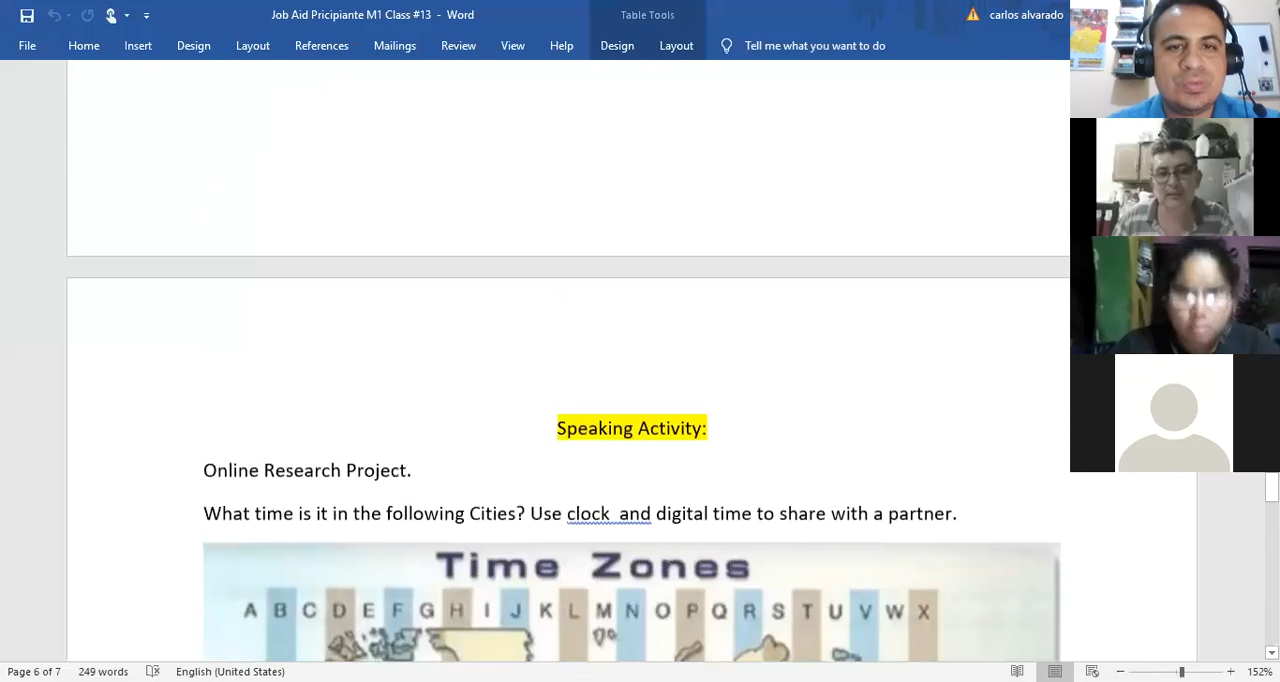 Job Aid Pricipiante M1 Class #13 - Word
Table Tools
carlos alvarado
File Home Insert Design Layout References Mailings Review View Help Design Layout Tell me what you want to do
Speaking Activity:
Online Research Project.
What time is it in the following Cities? Use clock and digital time to share with a partner.
Time Zones
A B C D E F G H I J K L M N O P Q R S T U V W X
Page 6 of 7 249 words English (United States) 152%